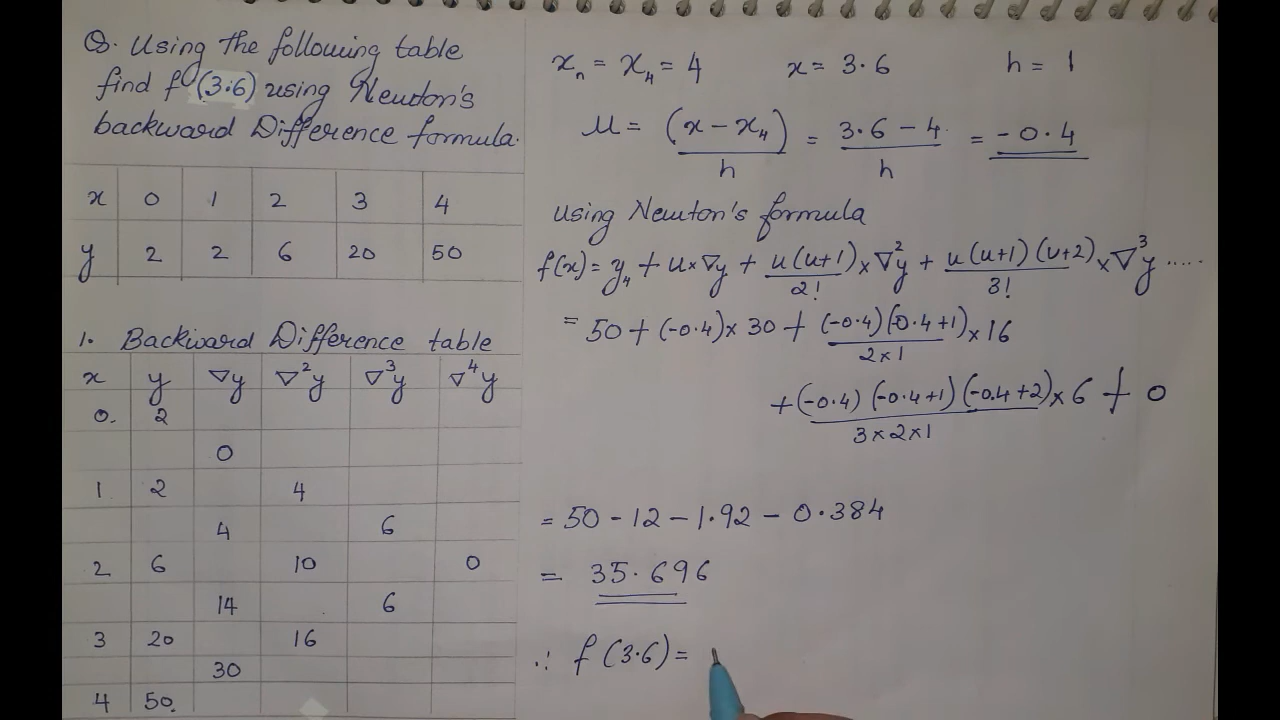 Q. Using the following table
find f (3.6) using Newton's
backward Difference formula.
x 0 1 2 3 4
y 2 2 6 20 50
1. Backward Difference table
x y ∇y ∇²y ∇³y ∇⁴y
0. 2
0
1 2 4
4 6
2 6 10 0
14 6
3 20 16
30
4 50.
xₙ = x₄ = 4 x = 3.6 h = 1
u = (x - x₄)/h = 3.6 - 4/h = -0.4
using Newton's formula
f(x) = y₄ + u×∇y + u(u+1)/2! ×∇²y + u(u+1)(u+2)/3! ×∇³y .....
= 50 + (-0.4)× 30 + (-0.4)(-0.4+1)/2×1 ×16
+ (-0.4) (-0.4+1) (-0.4+2)/3×2×1 ×6 + 0
= 50 - 12 - 1.92 - 0.384
= 35.696
∴ f (3.6) =